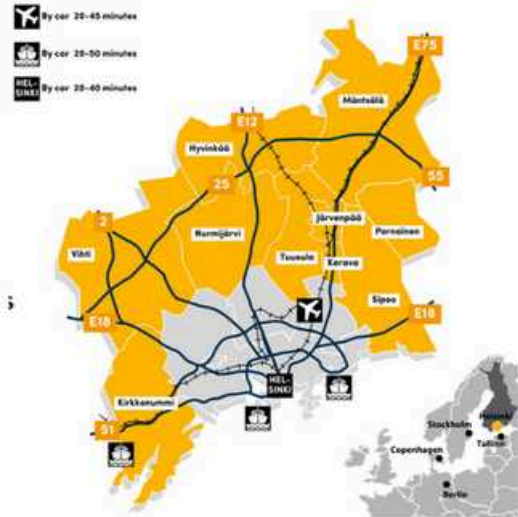 By car 20-45 minutes
By car 20-50 minutes
HEL-
SINKI
By car 20-40 minutes
E75
Mäntsälä
E12
Hyvinkää
25
55
Järvenpää
2
Nurmijärvi
Pornainen
Vihti
Tuusula
Kerava
Sipoo
E18
E18
HEL-
SINKI
Kirkkonummi
51
Helsinki
Stockholm
Tallinn
Copenhagen
Berlin